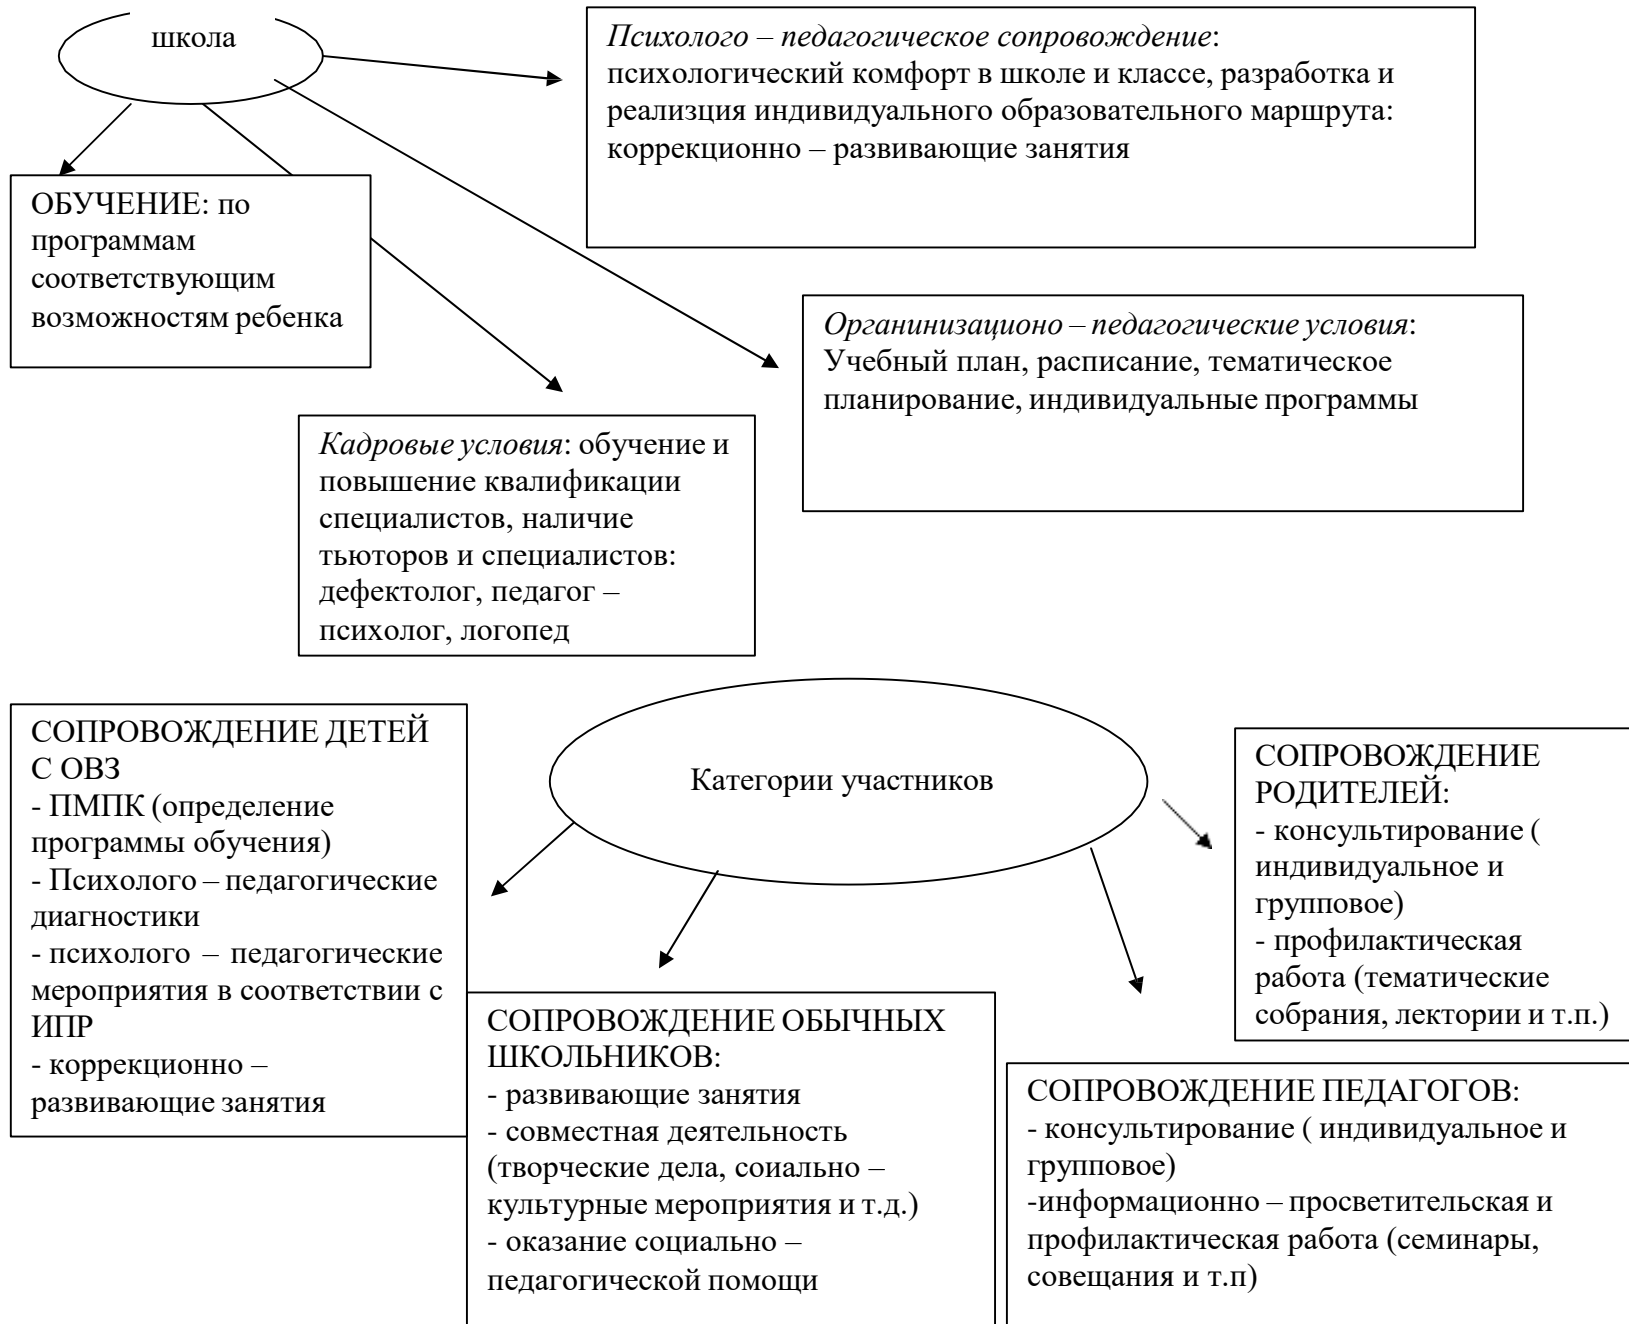 школа
Психолого – педагогическое сопровождение:
психологический комфорт в школе и классе, разработка и
реализция индивидуального образовательного маршрута:
коррекционно – развивающие занятия
ОБУЧЕНИЕ: по
программам
соответствующим
возможностям ребенка
Органинизационо – педагогические условия:
Учебный план, расписание, тематическое
планирование, индивидуальные программы
Кадровые условия: обучение и
повышение квалификации
специалистов, наличие
тьюторов и специалистов:
дефектолог, педагог –
психолог, логопед
Категории участников
СОПРОВОЖДЕНИЕ ДЕТЕЙ
С ОВЗ
- ПМПК (определение
программы обучения)
- Психолого – педагогические
диагностики
- психолого – педагогические
мероприятия в соответствии с
ИПР
- коррекционно –
развивающие занятия
СОПРОВОЖДЕНИЕ ОБЫЧНЫХ
ШКОЛЬНИКОВ:
- развивающие занятия
- совместная деятельность
(творческие дела, соиально –
культурные мероприятия и т.д.)
- оказание социально –
педагогической помощи
СОПРОВОЖДЕНИЕ
РОДИТЕЛЕЙ:
- консультирование (
индивидуальное и
групповое)
- профилактическая
работа (тематические
собрания, лектории и т.п.)
СОПРОВОЖДЕНИЕ ПЕДАГОГОВ:
- консультирование ( индивидуальное и
групповое)
-информационно – просветительская и
профилактическая работа (семинары,
совещания и т.п)